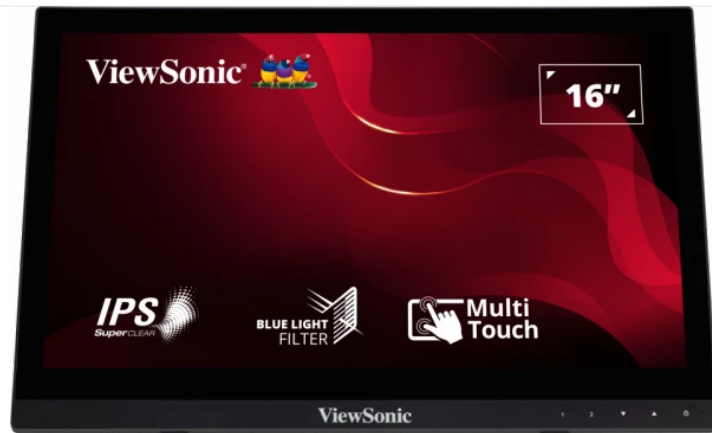 ViewSonic®
16”
IPS
SuperCLEAR
BLUE LIGHT
FILTER
Multi
Touch
ViewSonic
1 2 ▼ ▲ ⏻